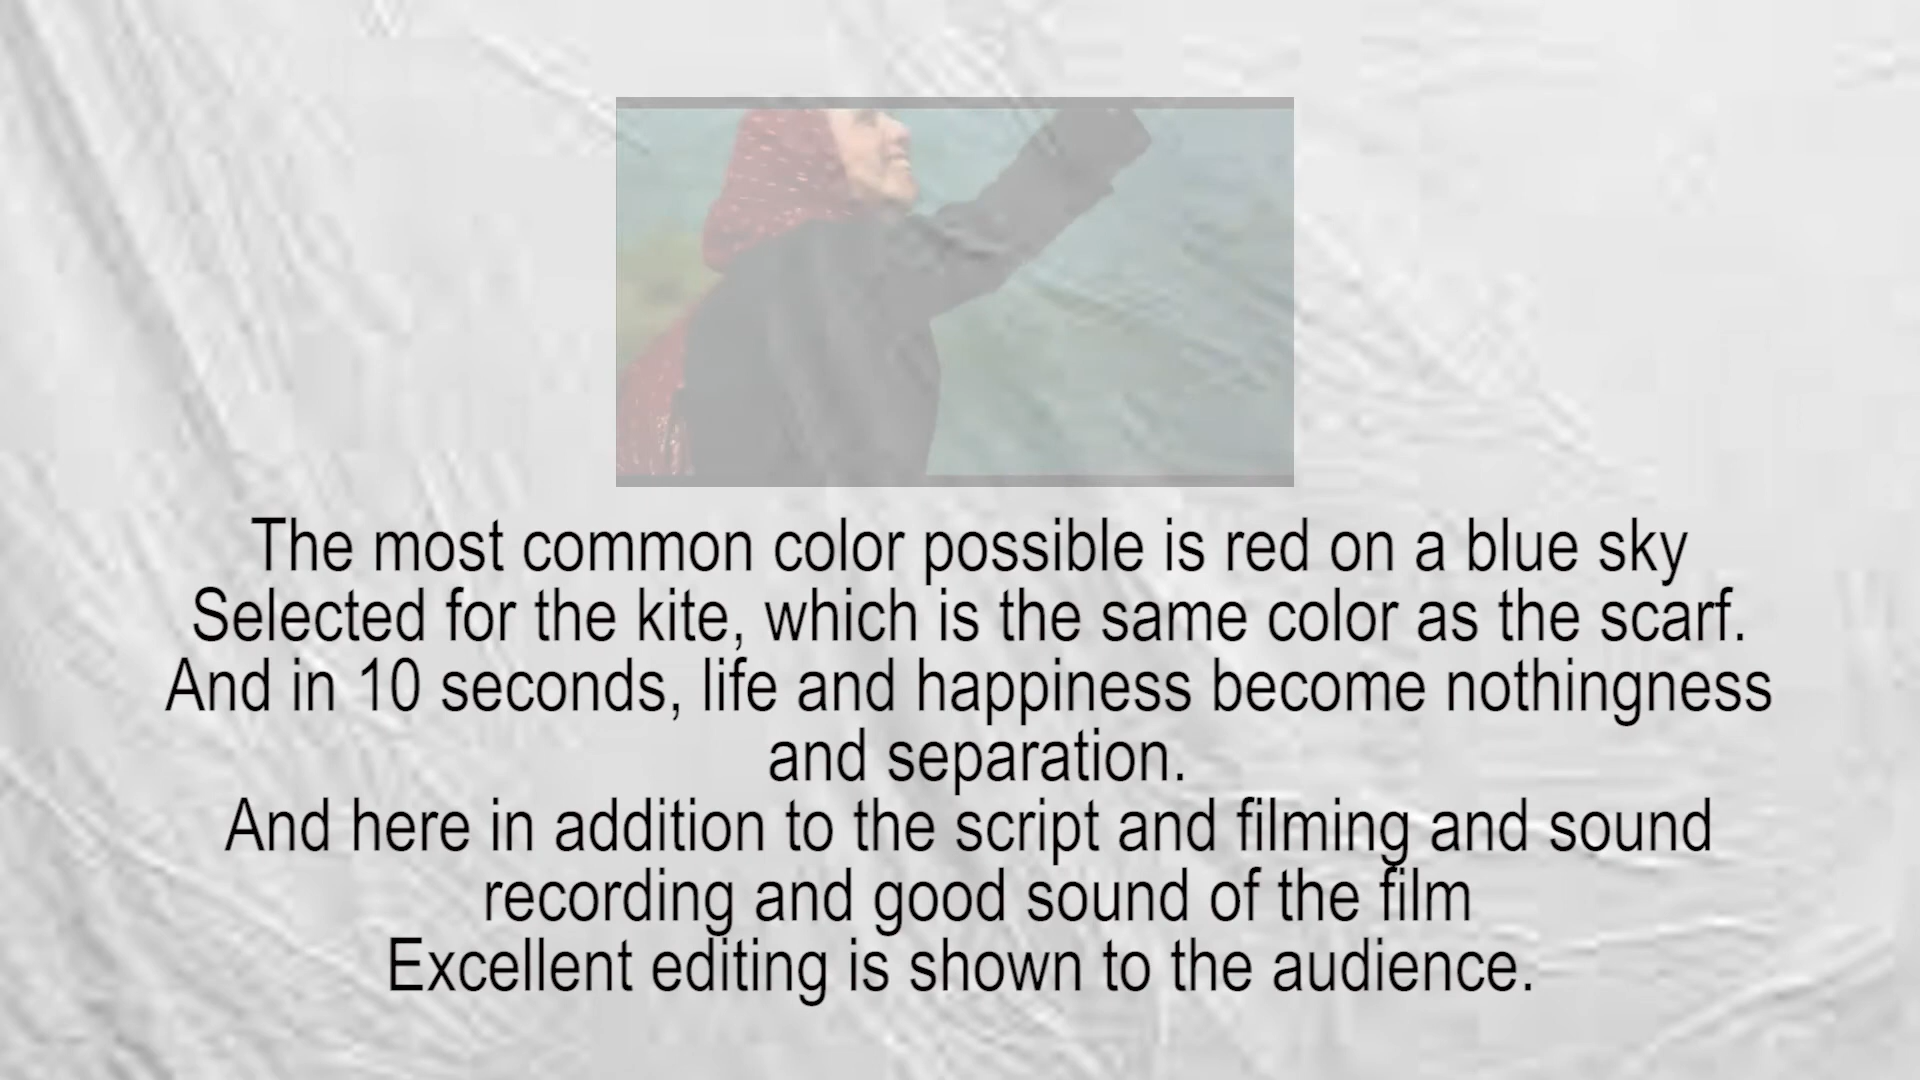 The most common color possible is red on a blue sky
Selected for the kite, which is the same color as the scarf.
And in 10 seconds, life and happiness become nothingness
and separation.
And here in addition to the script and filming and sound
recording and good sound of the film
Excellent editing is shown to the audience.